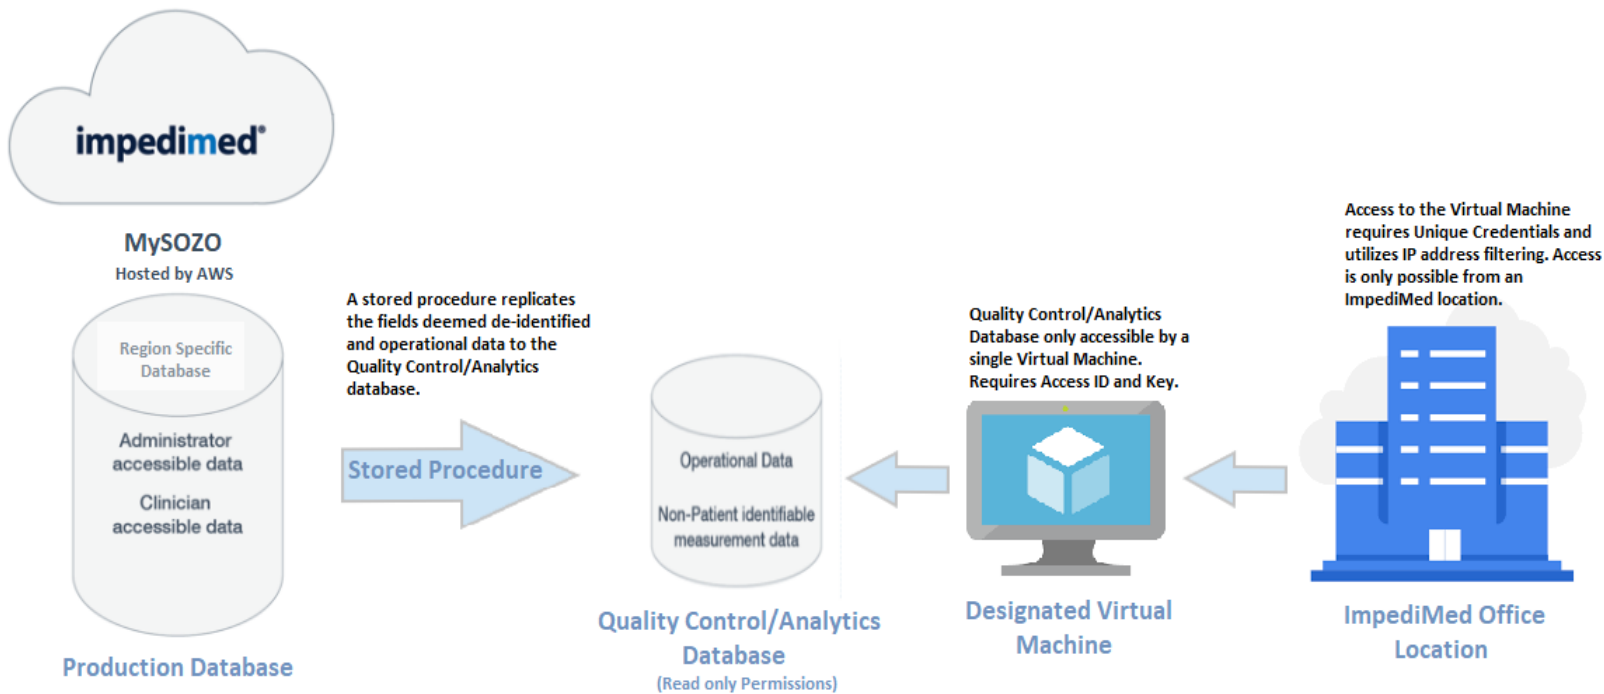 impedimed®
MySOZO
Hosted by AWS
Region Specific
Database
Administrator
accessible data
Clinician
accessible data
Production Database
A stored procedure replicates
the fields deemed de-identified
and operational data to the
Quality Control/Analytics
database.
Stored Procedure
Operational Data
Non-Patient identifiable
measurement data
Quality Control/Analytics
Database
(Read only Permissions)
Quality Control/Analytics
Database only accessible by a
single Virtual Machine.
Requires Access ID and Key.
Designated Virtual
Machine
Access to the Virtual Machine
requires Unique Credentials and
utilizes IP address filtering. Access
is only possible from an
ImpediMed location.
ImpediMed Office
Location